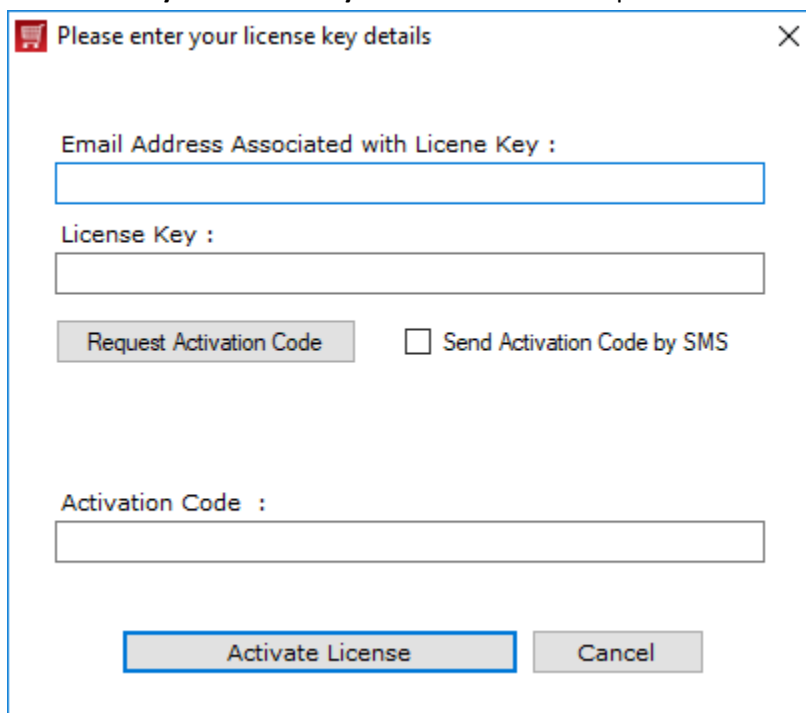 Please enter your license key details
Email Address Associated with Licene Key :
License Key :
Request Activation Code
Send Activation Code by SMS
Activation Code :
Activate License
Cancel